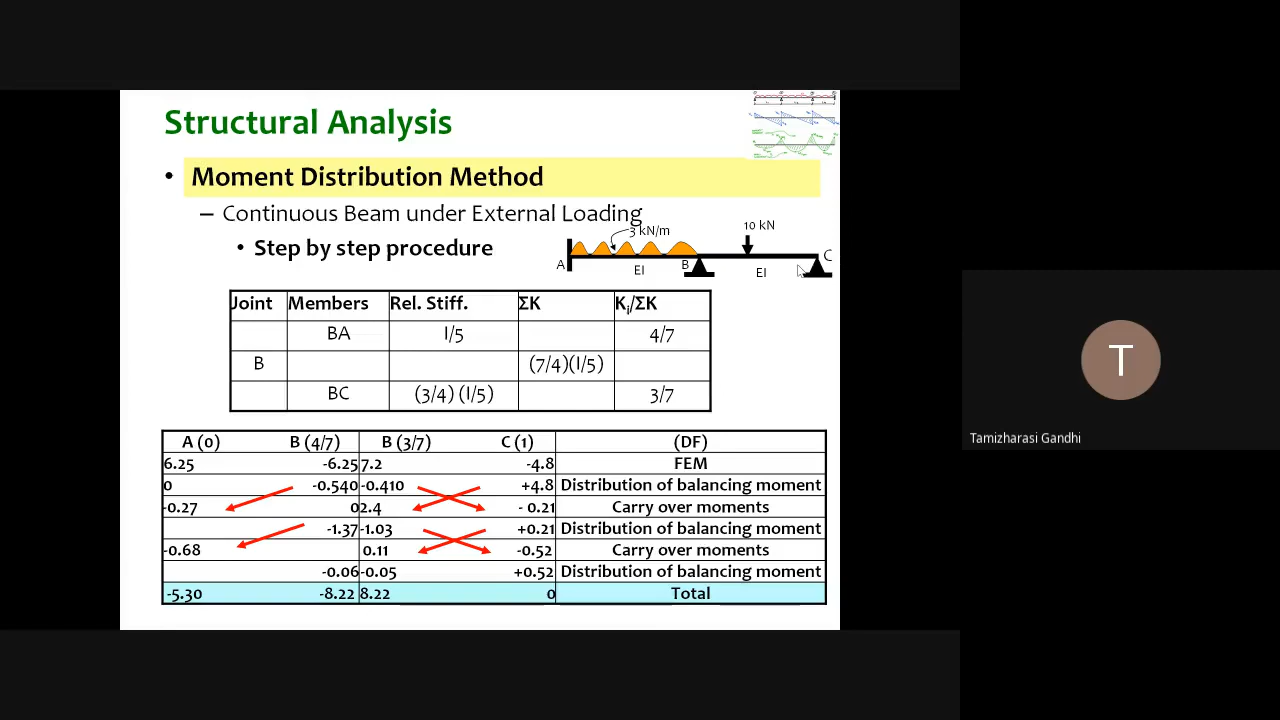 Structural Analysis
• Moment Distribution Method
– Continuous Beam under External Loading
• Step by step procedure
3 kN/m
10 kN
A
EI
B
EI
C
Joint Members Rel. Stiff. ΣK Ki/ΣK
BA I/5 4/7
B (7/4)(I/5)
BC (3/4) (I/5) 3/7
A (0) B (4/7) B (3/7) C (1) (DF)
6.25 -6.25 7.2 -4.8 FEM
0 -0.540 -0.410 +4.8 Distribution of balancing moment
-0.27 0 2.4 - 0.21 Carry over moments
-1.37 -1.03 +0.21 Distribution of balancing moment
-0.68 0.11 -0.52 Carry over moments
-0.06 -0.05 +0.52 Distribution of balancing moment
-5.30 -8.22 8.22 0 Total
T
Tamizharasi Gandhi